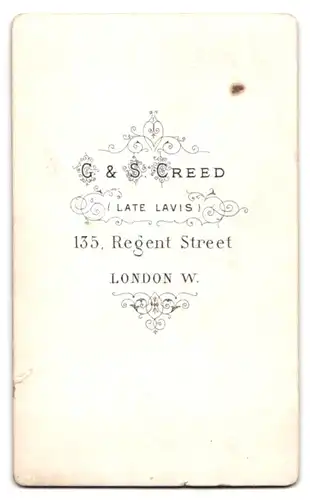 G & S. CREED
(LATE LAVIS)
135, Regent Street
LONDON W.